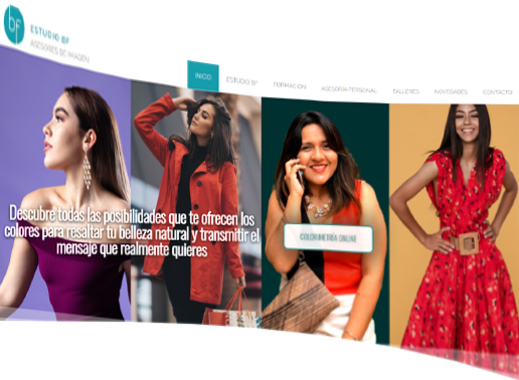 bf
ESTUDIO BF
ASESORES DE IMAGEN
INICIO
ESTUDIO BF
FORMACIÓN
ASESORÍA PERSONAL
TALLERES
NOVEDADES
CONTACTO
Descubre todas las posibilidades que te ofrecen los
colores para resaltar tu belleza natural y transmitir el
mensaje que realmente quieres
COLORIMETRÍA ONLINE